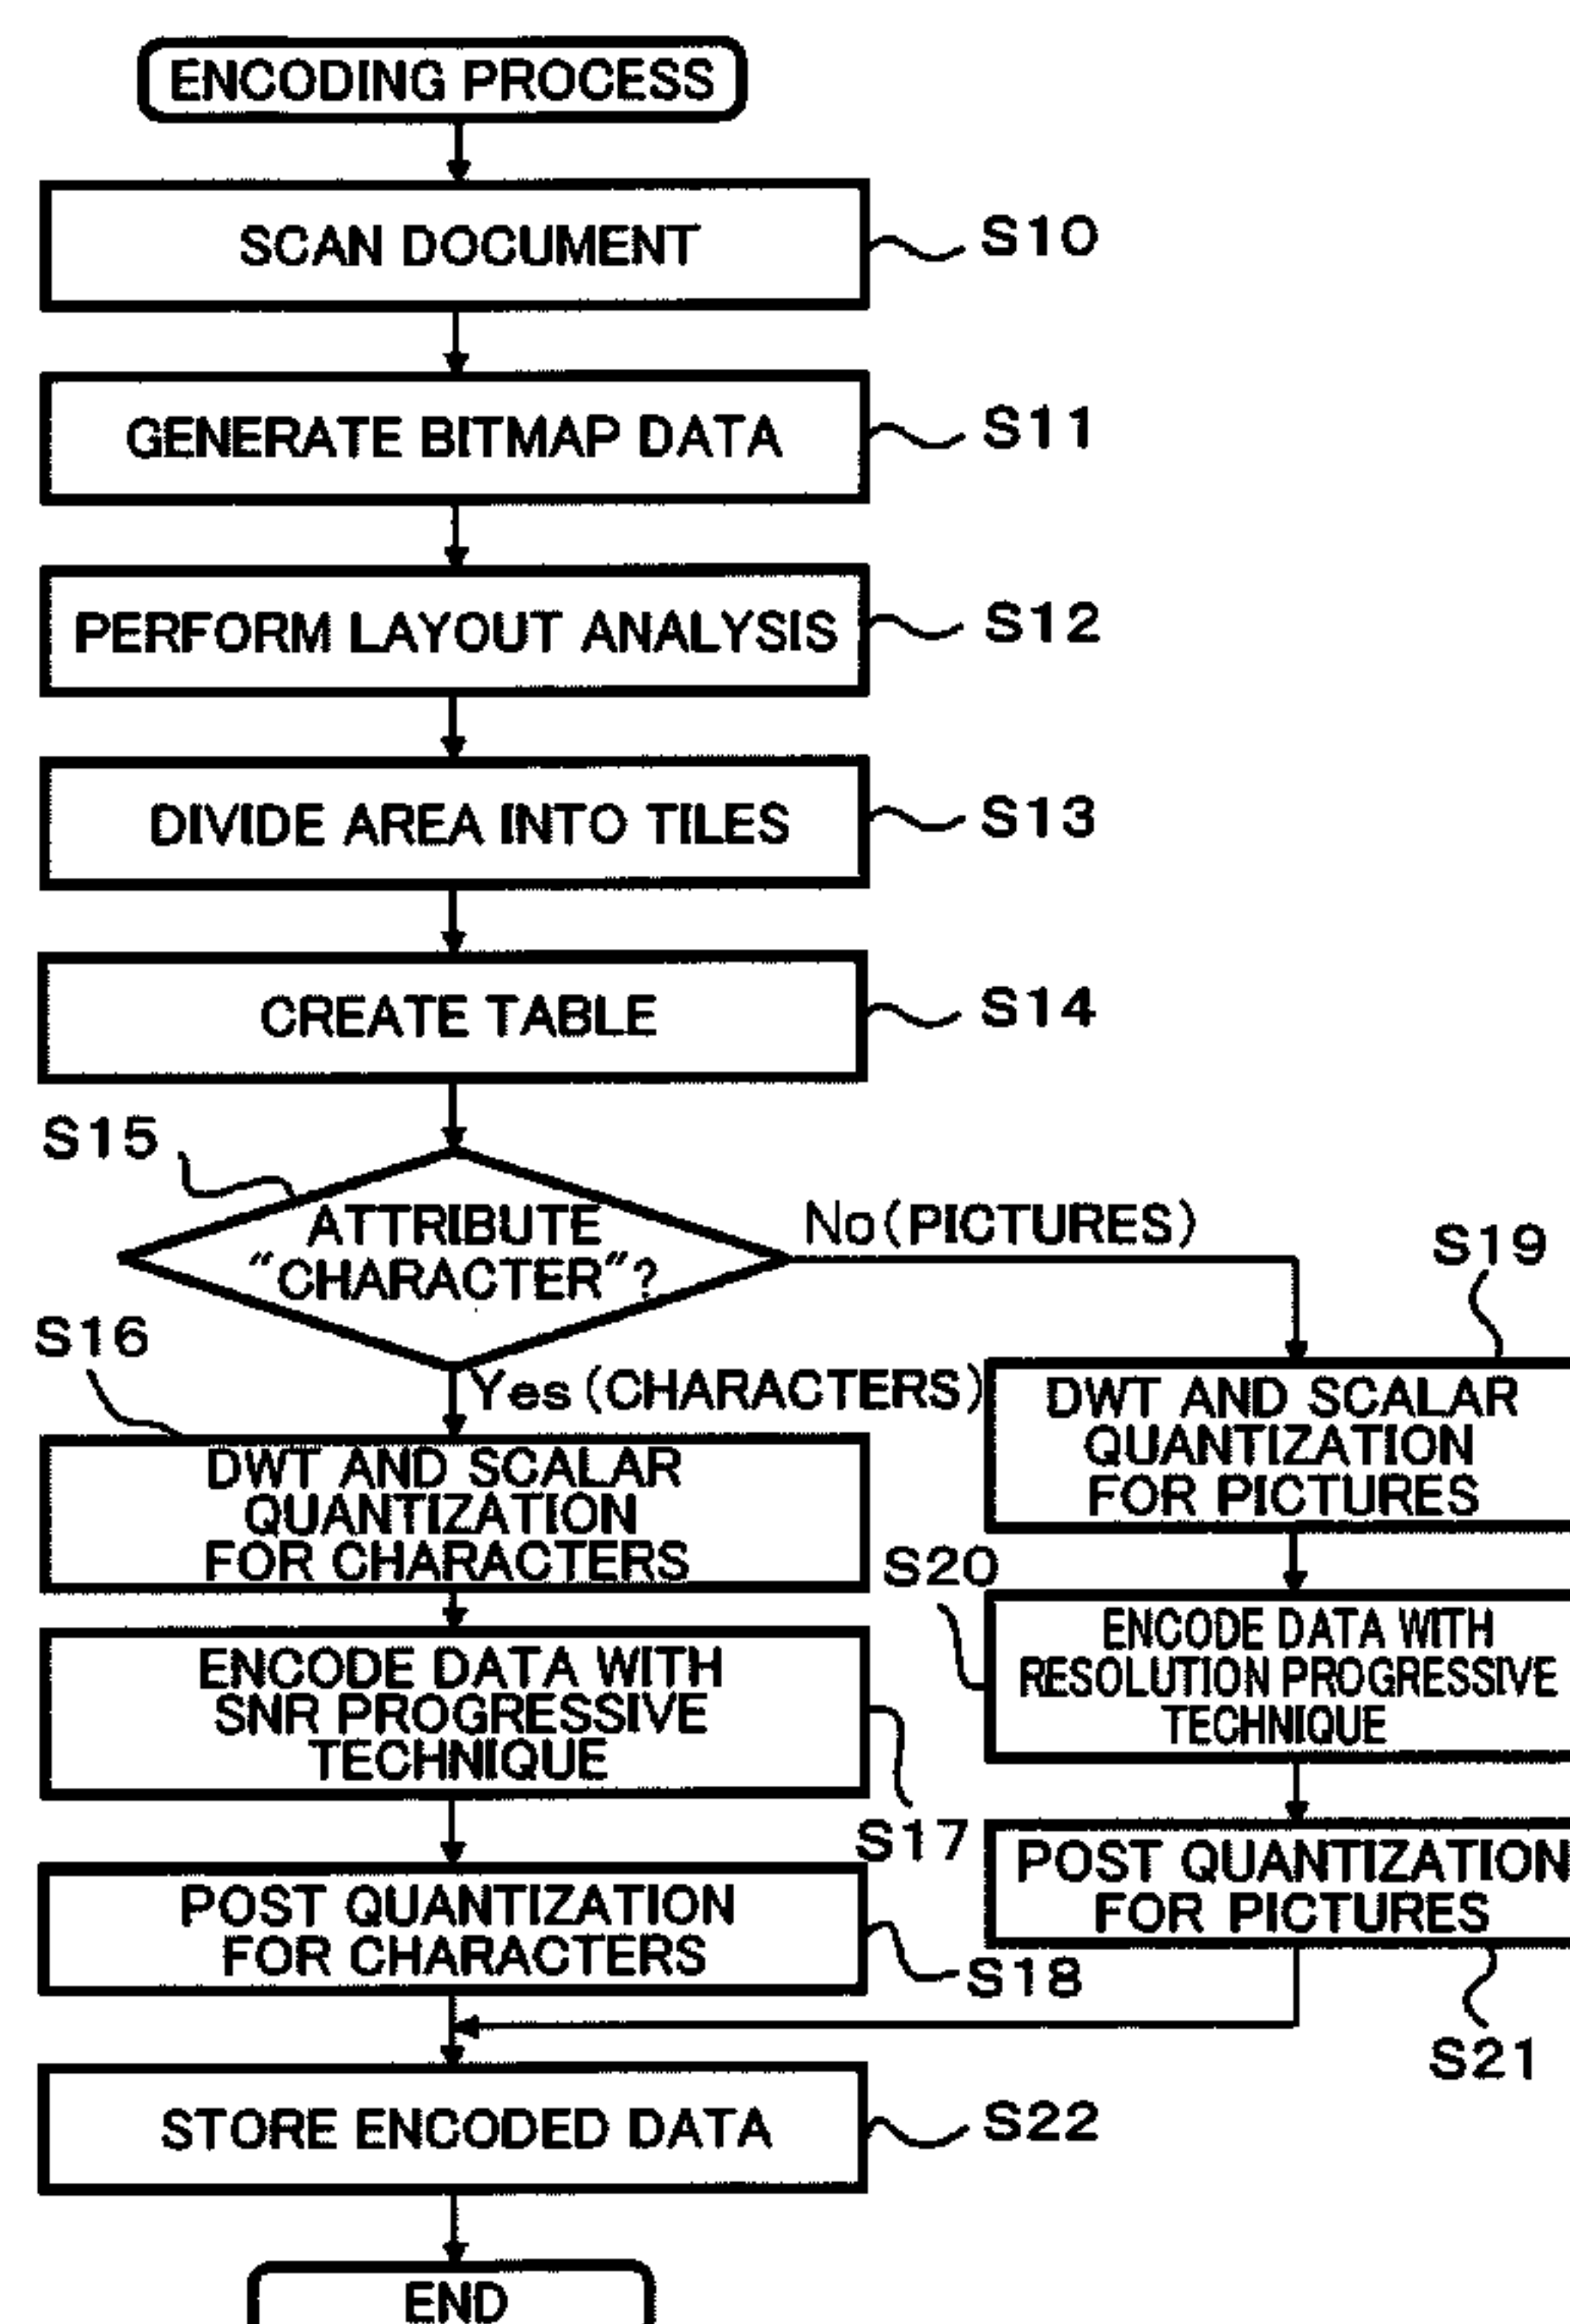 ENCODING PROCESS
SCAN DOCUMENT
S10
GENERATE BITMAP DATA
S11
PERFORM LAYOUT ANALYSIS
S12
DIVIDE AREA INTO TILES
S13
CREATE TABLE
S14
S15
ATTRIBUTE
"CHARACTER"?
No(PICTURES)
Yes(CHARACTERS)
S16
DWT AND SCALAR
QUANTIZATION
FOR CHARACTERS
ENCODE DATA WITH
SNR PROGRESSIVE
TECHNIQUE
S17
POST QUANTIZATION
FOR CHARACTERS
S18
S19
DWT AND SCALAR
QUANTIZATION
FOR PICTURES
S20
ENCODE DATA WITH
RESOLUTION PROGRESSIVE
TECHNIQUE
POST QUANTIZATION
FOR PICTURES
S21
STORE ENCODED DATA
S22
END